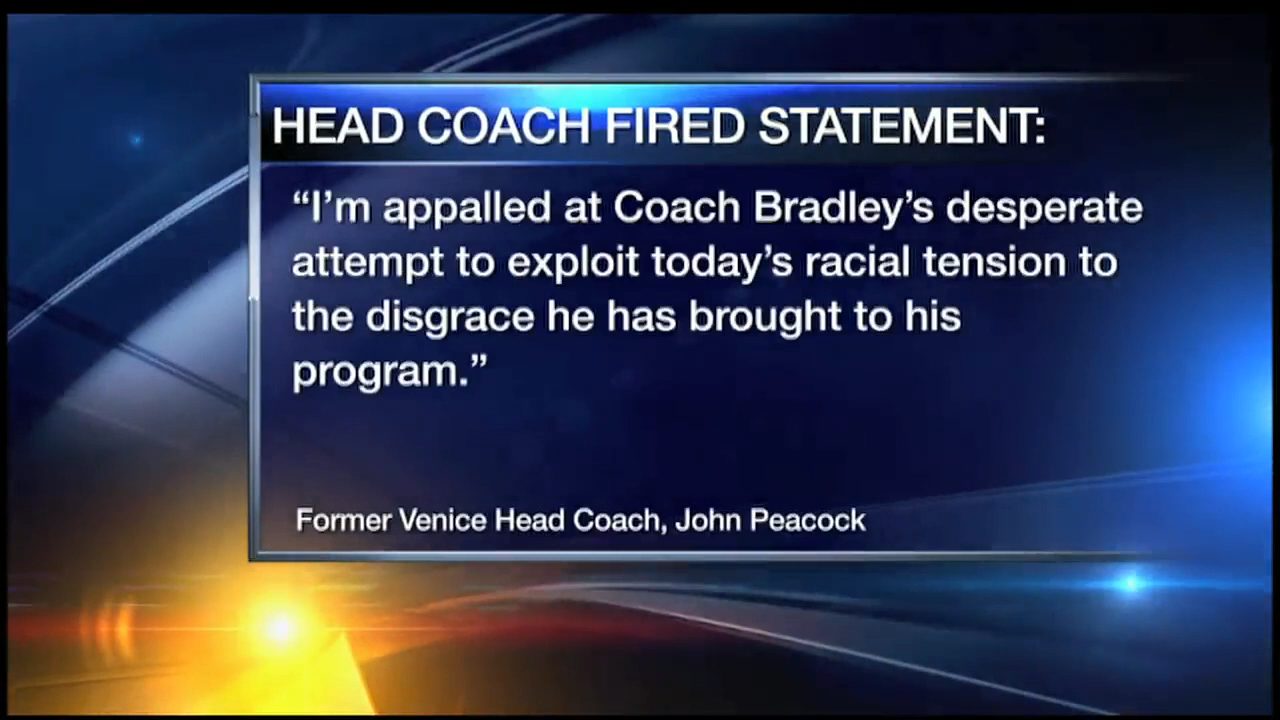 HEAD COACH FIRED STATEMENT:
“I’m appalled at Coach Bradley’s desperate
attempt to exploit today’s racial tension to
the disgrace he has brought to his
program.”
Former Venice Head Coach, John Peacock